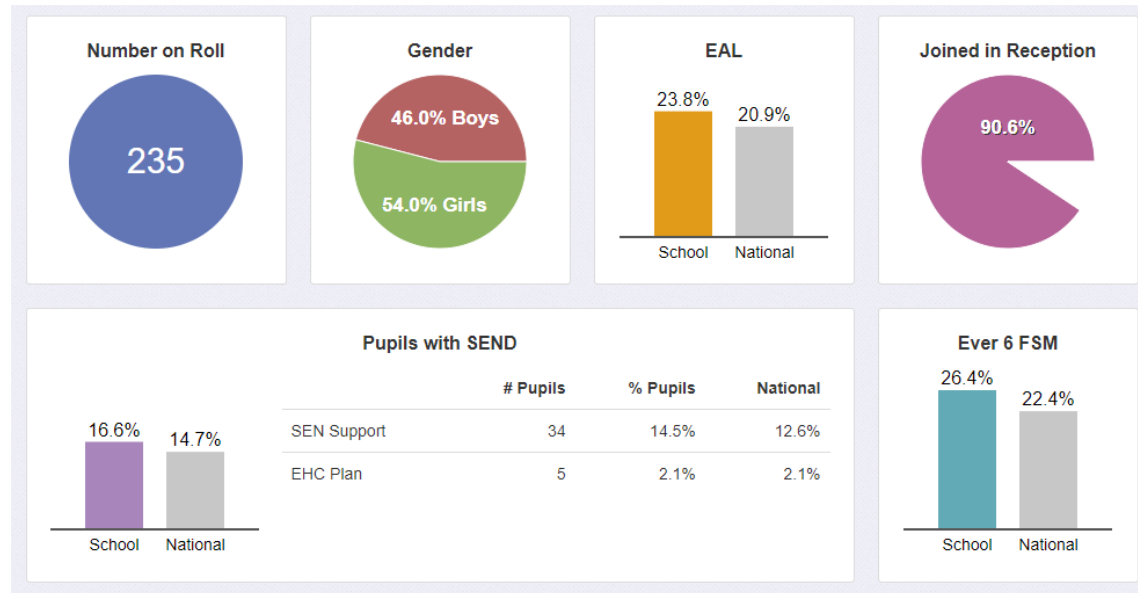 Number on Roll
235
Gender
46.0% Boys
54.0% Girls
EAL
23.8%
20.9%
School National
Joined in Reception
90.6%
Pupils with SEND
16.6%
14.7%
School National
# Pupils % Pupils National
SEN Support 34 14.5% 12.6%
EHC Plan 5 2.1% 2.1%
Ever 6 FSM
26.4%
22.4%
School National